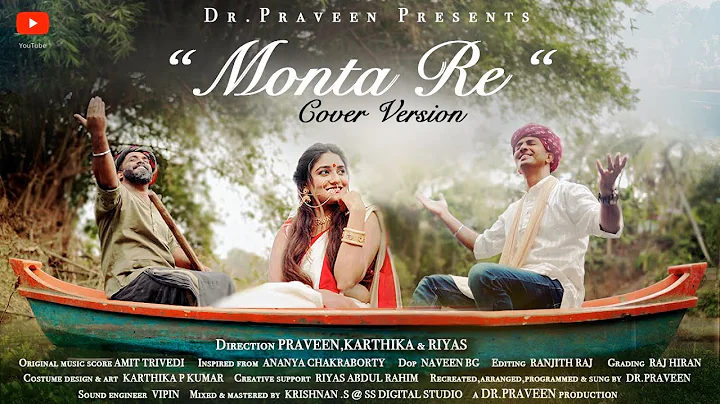 Dr.Praveen Presents
YouTube
“Monta Re“
Cover Version
Direction PRAVEEN,KARTHIKA & RIYAS
Original music score AMIT TRIVEDI Inspired from ANANYA CHAKRABORTY Dop NAVEEN BG Editing RANJITH RAJ Grading RAJ HIRAN
Costume design & art KARTHIKA P KUMAR Creative support RIYAS ABDUL RAHIM Recreated,arranged,programmed & sung by DR.PRAVEEN
Sound engineer VIPIN Mixed & mastered by KRISHNAN .S @ SS DIGITAL STUDIO A DR.PRAVEEN production